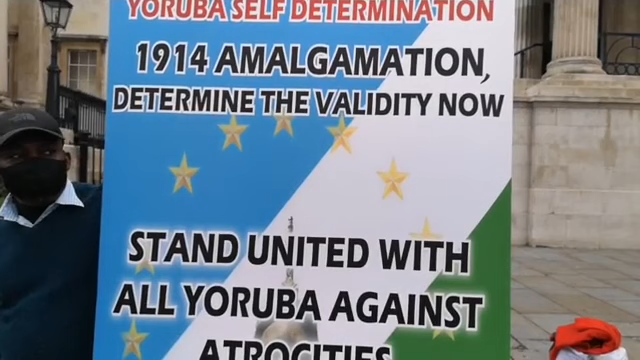 YORUBA SELF DETERMINATION
1914 AMALGAMATION,
DETERMINE THE VALIDITY NOW
STAND UNITED WITH
ALL YORUBA AGAINST
ATROCITIES